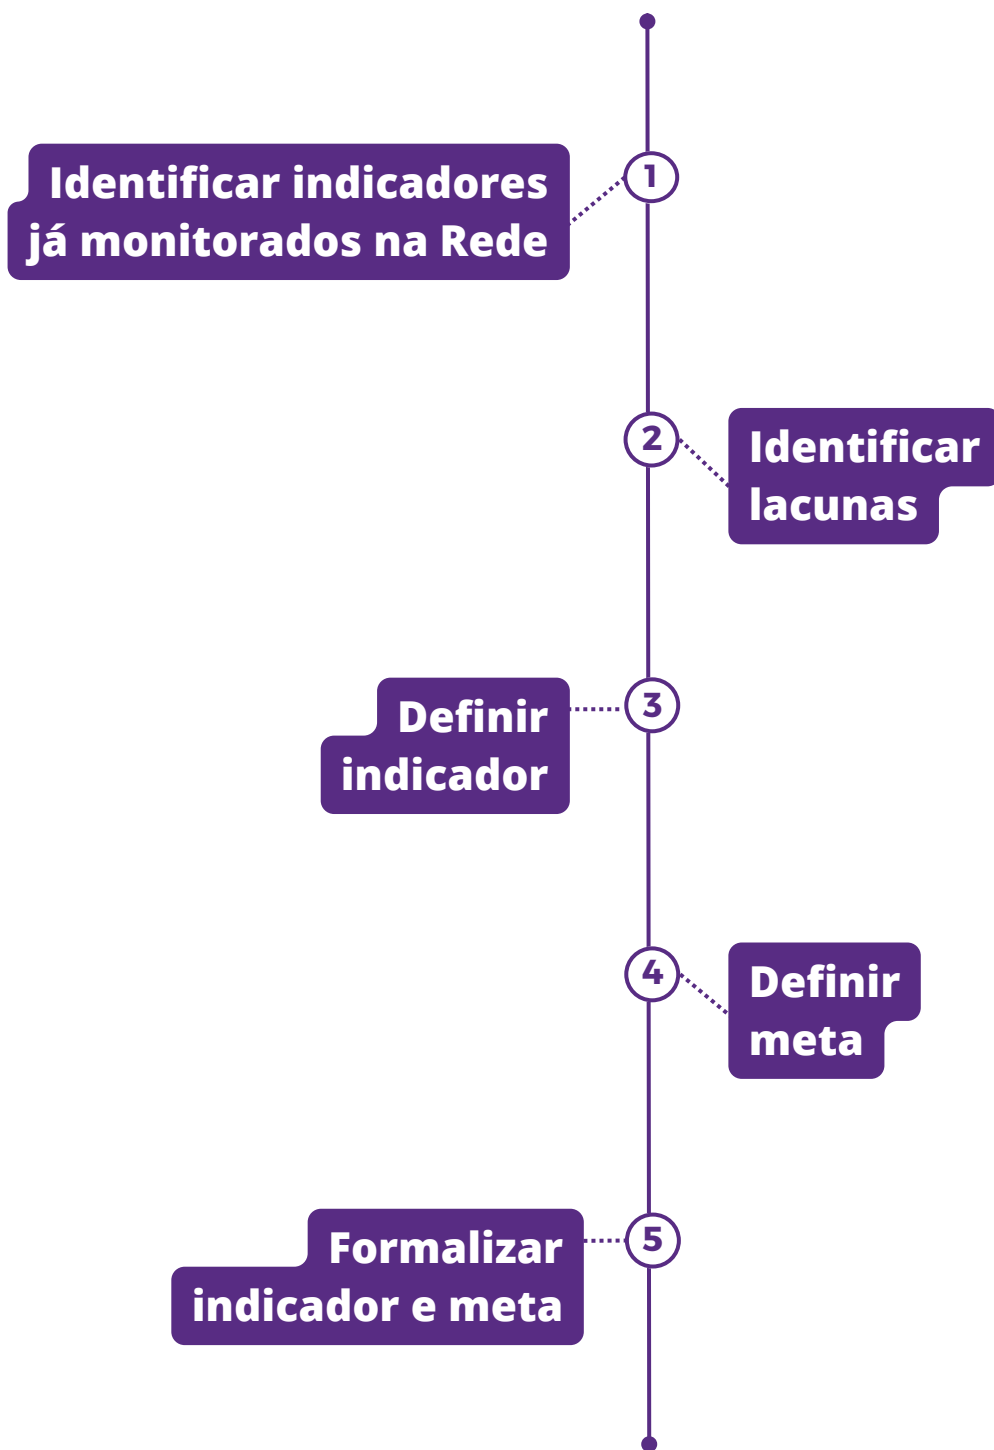 1
Identificar indicadores
já monitorados na Rede
2
Identificar
lacunas
3
Definir
indicador
4
Definir
meta
5
Formalizar
indicador e meta